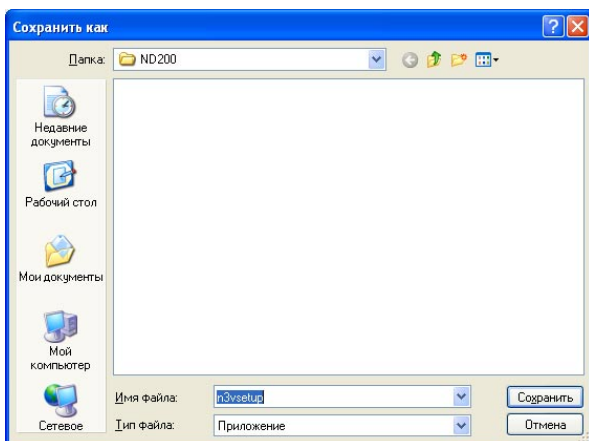 Сохранить как
Папка:
ND200
Недавние
документы
Рабочий стол
Мои документы
Мой
компьютер
Сетевое
Имя файла:
n3vsetup
Сохранить
Тип файла:
Приложение
Отмена